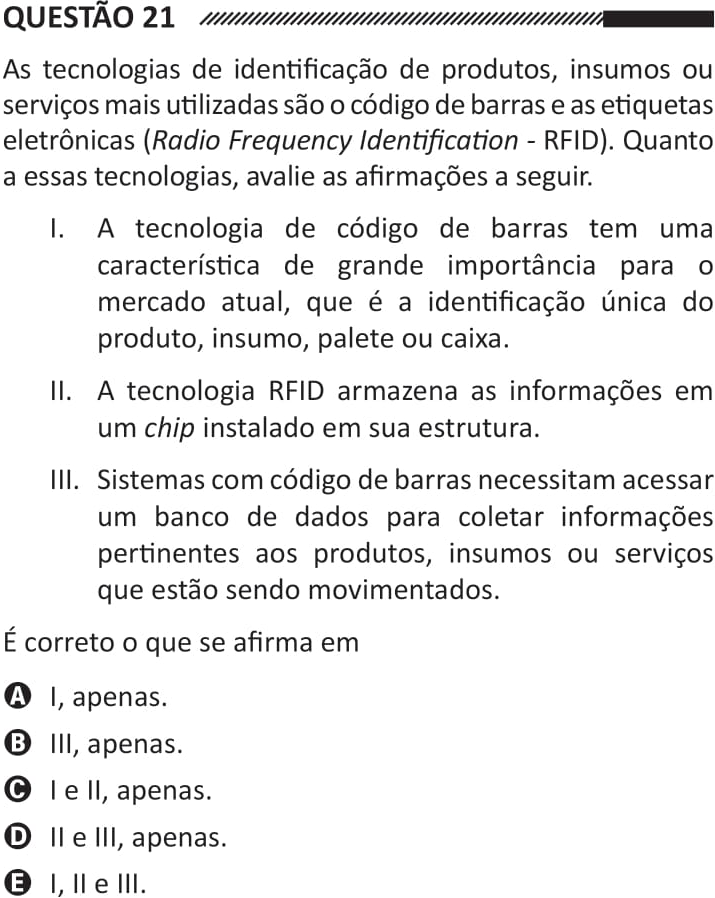 QUESTÃO 21
As tecnologias de identificação de produtos, insumos ou
serviços mais utilizadas são o código de barras e as etiquetas
eletrônicas (Radio Frequency Identification - RFID). Quanto
a essas tecnologias, avalie as afirmações a seguir.
I. A tecnologia de código de barras tem uma
característica de grande importância para o
mercado atual, que é a identificação única do
produto, insumo, palete ou caixa.
II. A tecnologia RFID armazena as informações em
um chip instalado em sua estrutura.
III. Sistemas com código de barras necessitam acessar
um banco de dados para coletar informações
pertinentes aos produtos, insumos ou serviços
que estão sendo movimentados.
É correto o que se afirma em
A I, apenas.
B III, apenas.
C I e II, apenas.
D II e III, apenas.
E I, II e III.